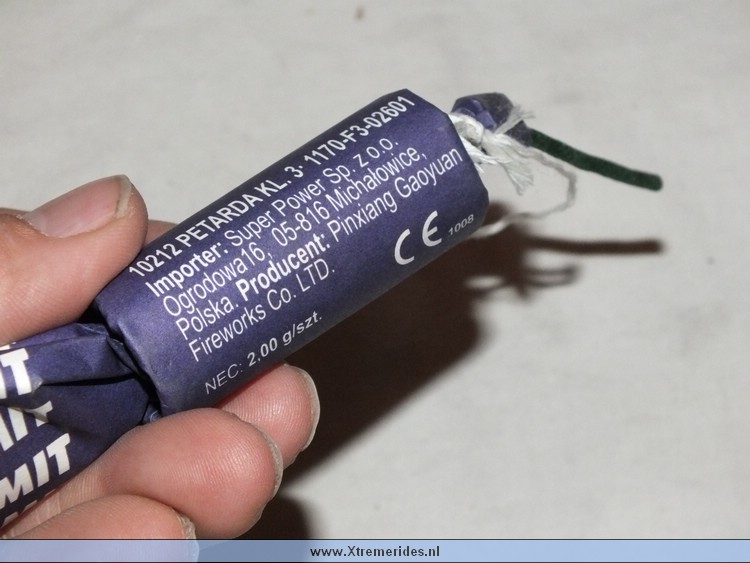 10212 PETARDA KL. 3· 1170-F3-02601
Importer: Super Power Sp. z o.o.
Ogrodowa16, 05-816 Michałowice,
Polska. Producent: Pinxiang Gaoyuan
Fireworks Co. LTD.
NEC: 2,00 g/szt.
CE 1008
MIT
www.Xtremerides.nl